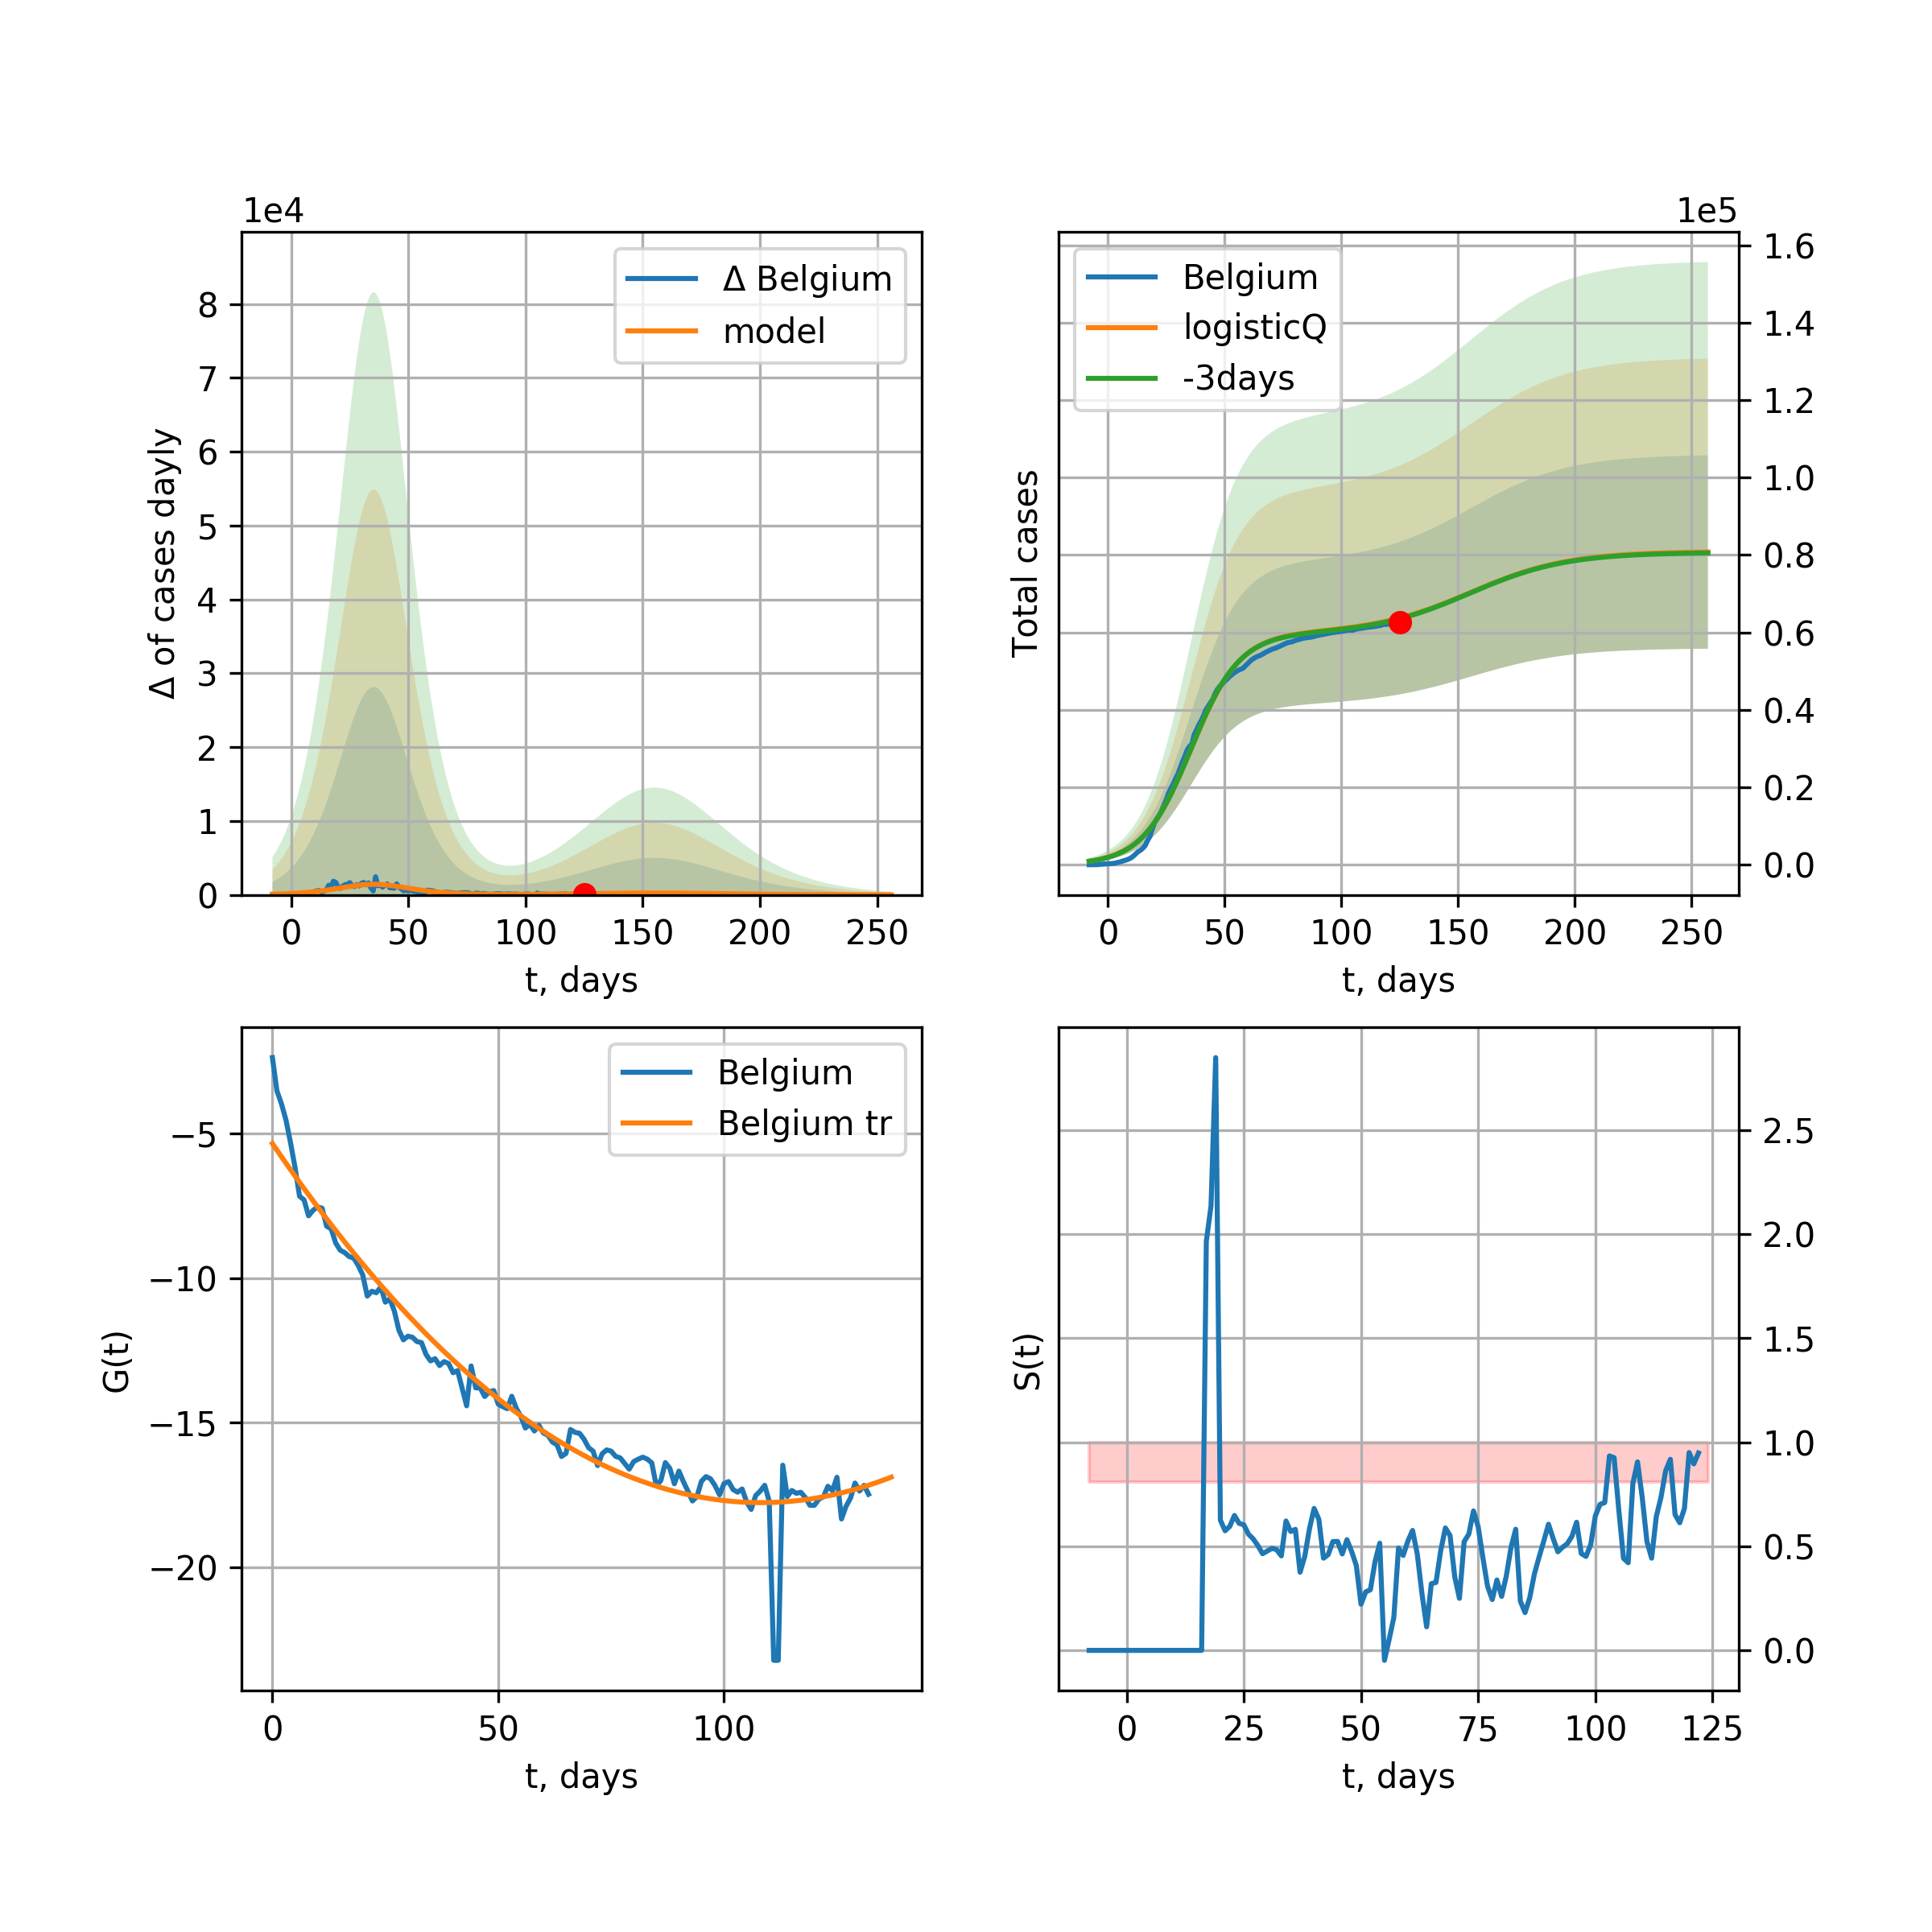 1e4
Δ of cases dayly
8
7
6
5
4
3
2
1
0
Δ Belgium
model
0 50 100 150 200 250
t, days
1e5
Total cases
Belgium
logisticQ
-3days
1.6
1.4
1.2
1.0
0.8
0.6
0.4
0.2
0.0
0 50 100 150 200 250
t, days
G(t)
−5
−10
−15
−20
Belgium
Belgium tr
0 50 100
t, days
S(t)
2.5
2.0
1.5
1.0
0.5
0.0
0 25 50 75 100 125
t, days